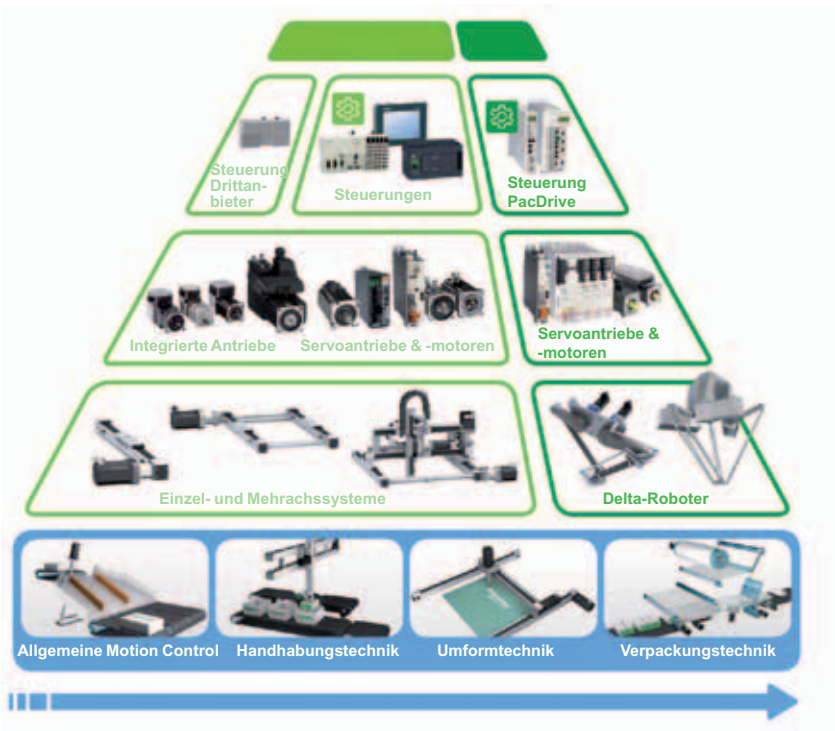 Steuerung
Drittan-
bieter
Steuerungen
Steuerung
PacDrive
Integrierte Antriebe
Servoantriebe & -motoren
Servoantriebe &
-motoren
Einzel- und Mehrachssysteme
Delta-Roboter
Allgemeine Motion Control
Handhabungstechnik
Umformtechnik
Verpackungstechnik